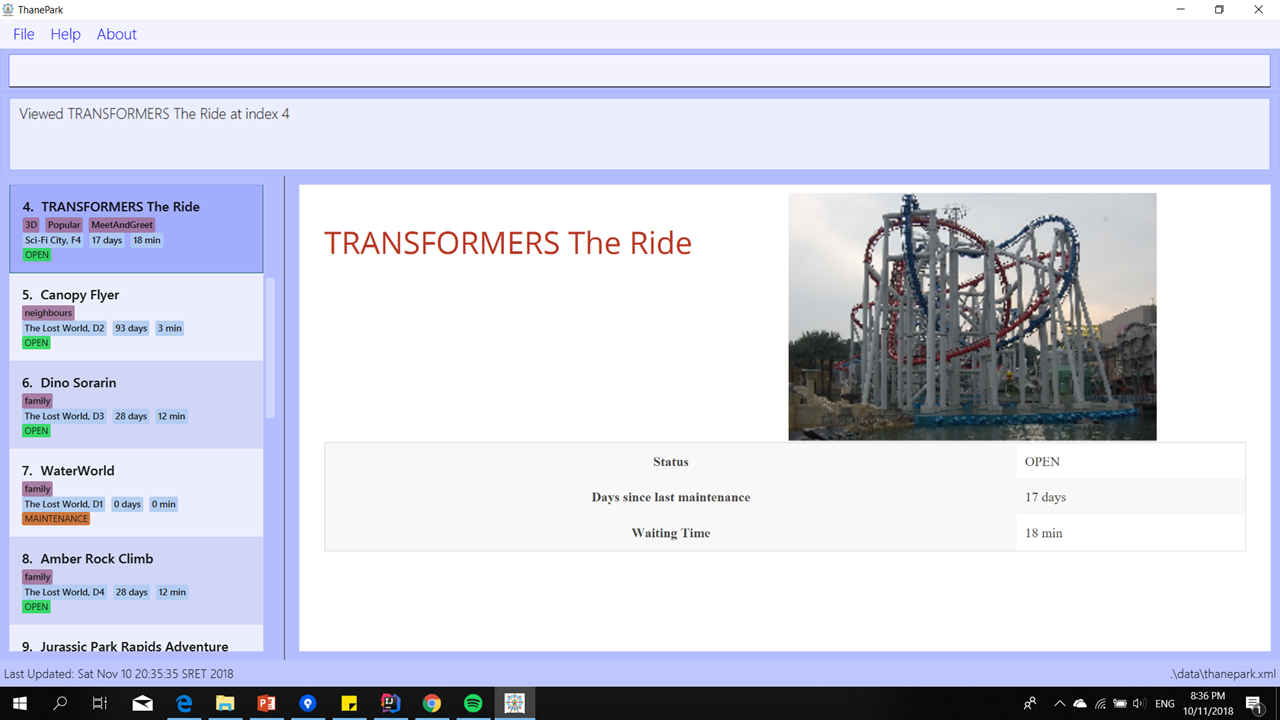 ThanePark
File Help About
Viewed TRANSFORMERS The Ride at index 4
4. TRANSFORMERS The Ride
3D Popular MeetAndGreet
Sci-Fi City, F4 17 days 18 min
OPEN
5. Canopy Flyer
neighbours
The Lost World, D2 93 days 3 min
OPEN
6. Dino Sorarin
family
The Lost World, D3 28 days 12 min
OPEN
7. WaterWorld
family
The Lost World, D1 0 days 0 min
MAINTENANCE
8. Amber Rock Climb
family
The Lost World, D4 28 days 12 min
OPEN
9. Jurassic Park Rapids Adventure
TRANSFORMERS The Ride
Status OPEN
Days since last maintenance 17 days
Waiting Time 18 min
Last Updated: Sat Nov 10 20:35:35 SRET 2018
.\data\thanepark.xml
ENG
8:36 PM
10/11/2018
1